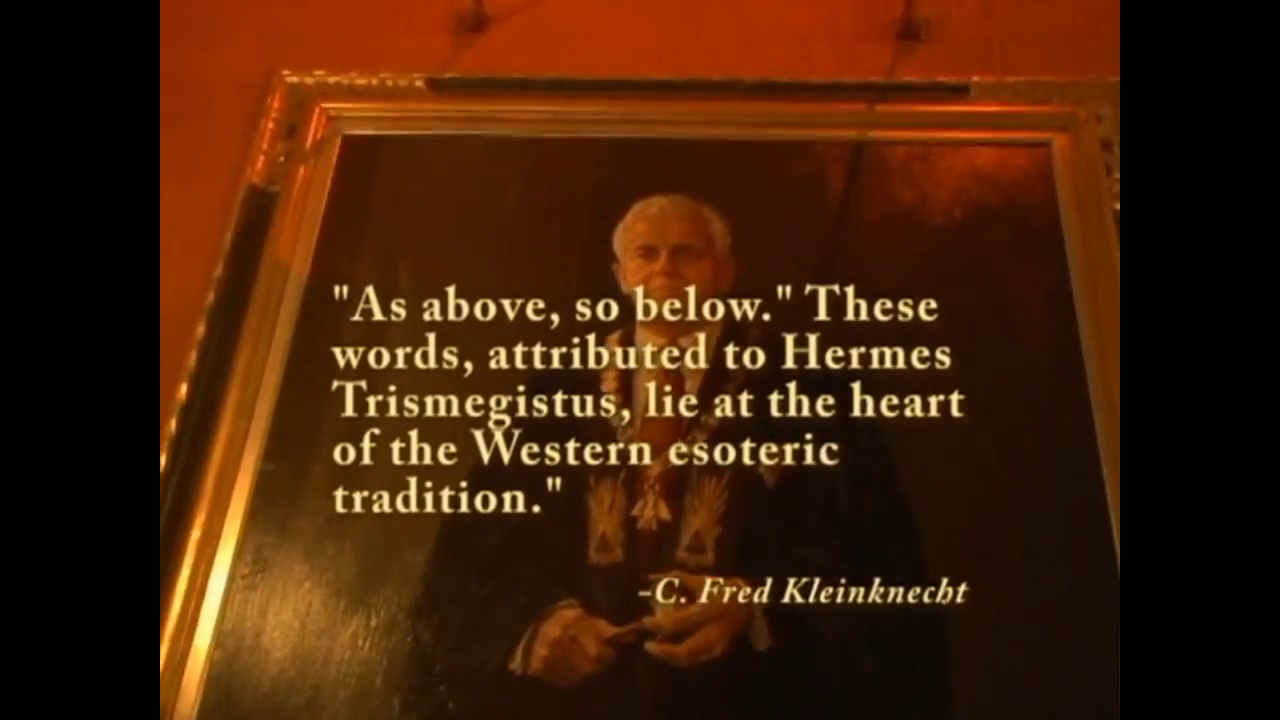 "As above, so below." These
words, attributed to Hermes
Trismegistus, lie at the heart
of the Western esoteric
tradition."
-C. Fred Kleinknecht